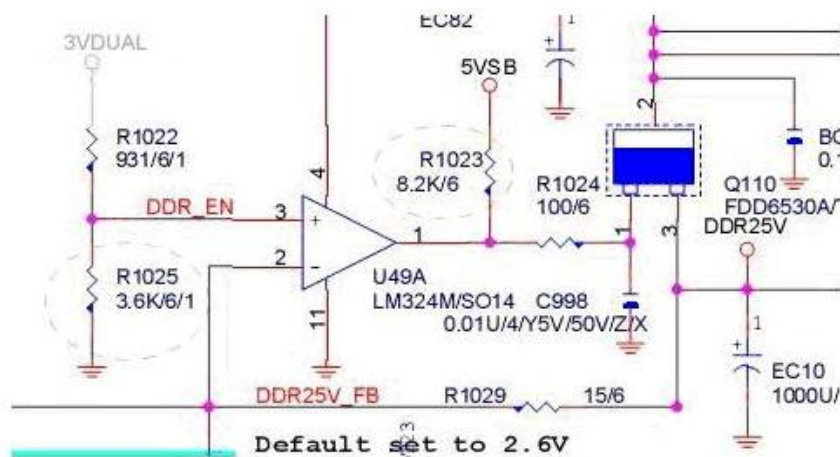 EC82
1
3VDUAL
5VSB
2
R1022
931/6/1
4
R1023
8.2K/6
R1024
100/6
Q110
FDD6530A/
DDR25V
DDR_EN
3
1
1
3
2
R1025
3.6K/6/1
U49A
LM324M/SO14
C998
0.01U/4/Y5V/50V/Z/X
11
1
EC10
1000U/
DDR25V_FB
R1029
15/6
Default set to 2.6V